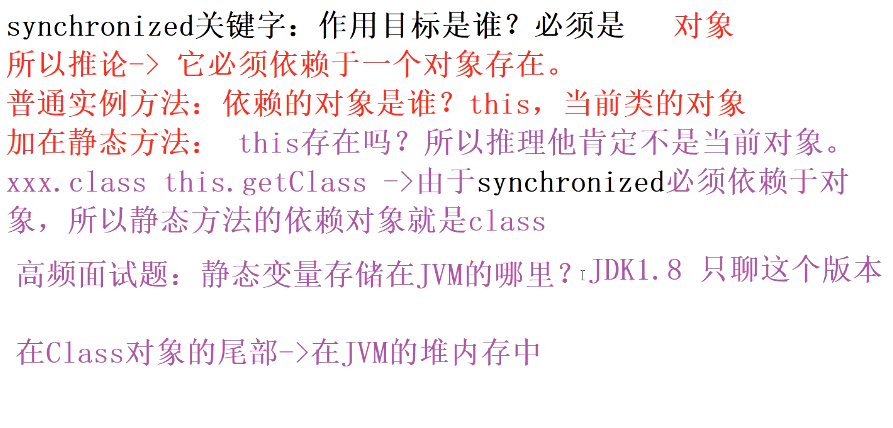 synchronized关键字：作用目标是谁？必须是 对象
所以推论-> 它必须依赖于一个对象存在。
普通实例方法：依赖的对象是谁？this，当前类的对象
加在静态方法： this存在吗？所以推理他肯定不是当前对象。
xxx.class this.getClass ->由于synchronized必须依赖于对
象，所以静态方法的依赖对象就是class
高频面试题：静态变量存储在JVM的哪里？JDK1.8 只聊这个版本
在Class对象的尾部->在JVM的堆内存中